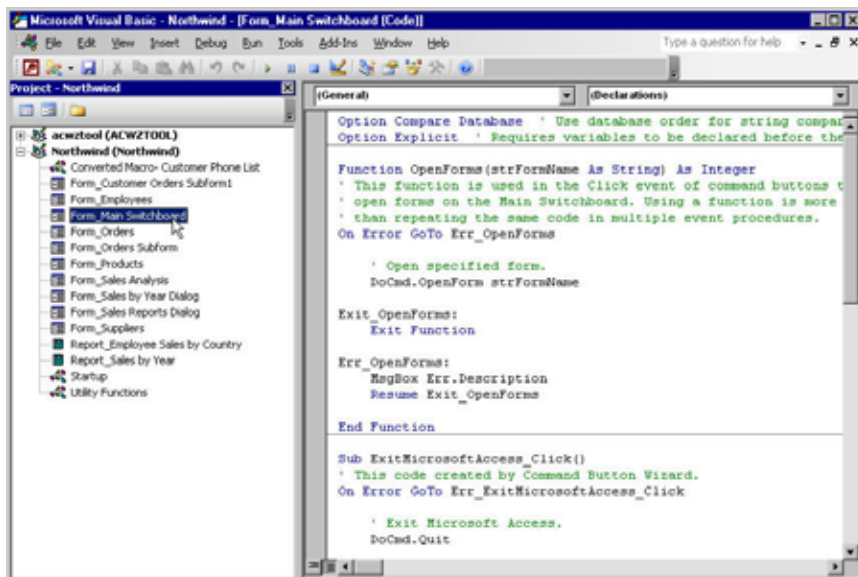 Microsoft Visual Basic - Northwind - [Form_Main Switchboard (Code)]
File Edit View Insert Debug Run Tools Add-Ins Window Help Type a question for help
Project - Northwind
(General) (Declarations)
acwztool (ACWZTOOL)
Northwind (Northwind)
Converted Macro- Customer Phone List
Form_Customer Orders Subform1
Form_Employees
Form_Main Switchboard
Form_Orders
Form_Orders Subform
Form_Products
Form_Sales Analysis
Form_Sales by Year Dialog
Form_Sales Reports Dialog
Form_Suppliers
Report_Employee Sales by Country
Report_Sales by Year
Startup
Utility Functions
Option Compare Database ' Use database order for string compar
Option Explicit ' Requires variables to be declared before the
Function OpenForms(strFormName As String) As Integer
' This function is used in the Click event of command buttons t
' open forms on the Main Switchboard. Using a function is more
' than repeating the same code in multiple event procedures.
On Error GoTo Err_OpenForms
' Open specified form.
DoCmd.OpenForm strFormName
Exit_OpenForms:
Exit Function
Err_OpenForms:
MsgBox Err.Description
Resume Exit_OpenForms
End Function
Sub ExitMicrosoftAccess_Click()
' This code created by Command Button Wizard.
On Error GoTo Err_ExitMicrosoftAccess_Click
' Exit Microsoft Access.
DoCmd.Quit